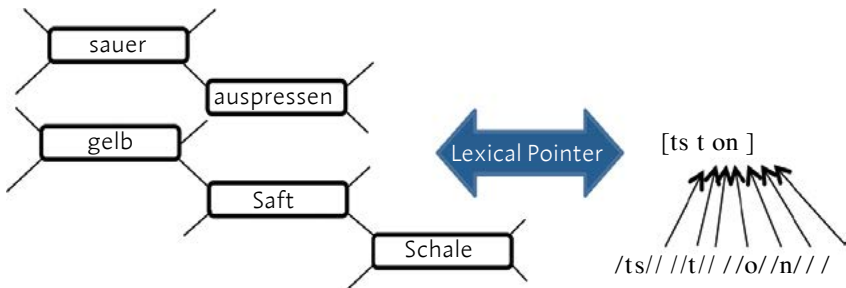 sauer
auspressen
gelb
Lexical Pointer
[ts t on ]
Saft
Schale
/ts// //t// //o//n/ / /